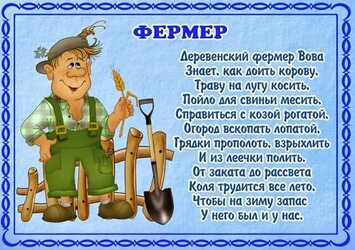 ФЕРМЕР
Деревенский фермер Вова
Знает, как доить корову,
Траву на лугу косить,
Пойло для свиньи месить,
Справиться с козой рогатой,
Огород вскопать лопатой,
Грядки прополоть, взрыхлить
И из леечки полить.
От заката до рассвета
Коля трудится все лето,
Чтобы на зиму запас
У него был и у нас.